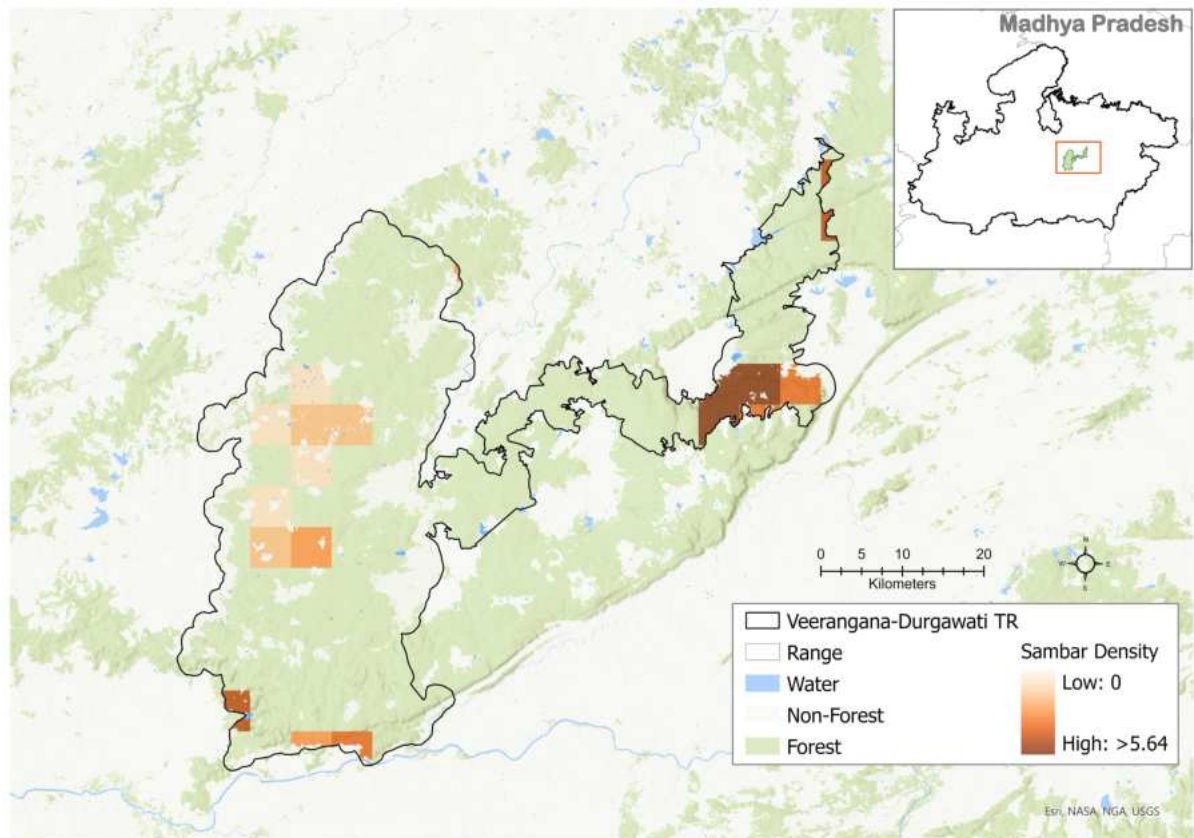 Madhya Pradesh
0 5 10 20
Kilometers
N
W E
S
Veerangana-Durgawati TR
Range
Water
Non-Forest
Forest
Sambar Density
Low: 0
High: >5.64
Esri, NASA, NGA, USGS